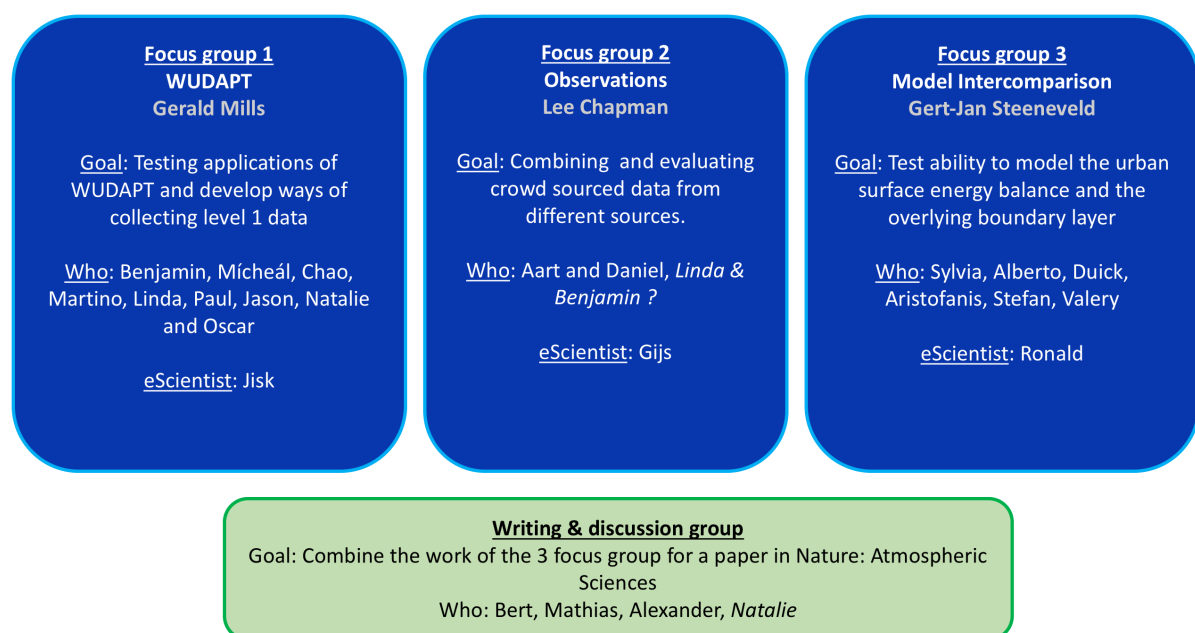 Focus group 1
WUDAPT
Gerald Mills
Goal: Testing applications of
WUDAPT and develop ways of
collecting level 1 data
Who: Benjamin, Mícheál, Chao,
Martino, Linda, Paul, Jason, Natalie
and Oscar
eScientist: Jisk
Focus group 2
Observations
Lee Chapman
Goal: Combining and evaluating
crowd sourced data from
different sources.
Who: Aart and Daniel, Linda &
Benjamin ?
eScientist: Gijs
Focus group 3
Model Intercomparison
Gert-Jan Steeneveld
Goal: Test ability to model the urban
surface energy balance and the
overlying boundary layer
Who: Sylvia, Alberto, Duick,
Aristofanis, Stefan, Valery
eScientist: Ronald
Writing & discussion group
Goal: Combine the work of the 3 focus group for a paper in Nature: Atmospheric
Sciences
Who: Bert, Mathias, Alexander, Natalie